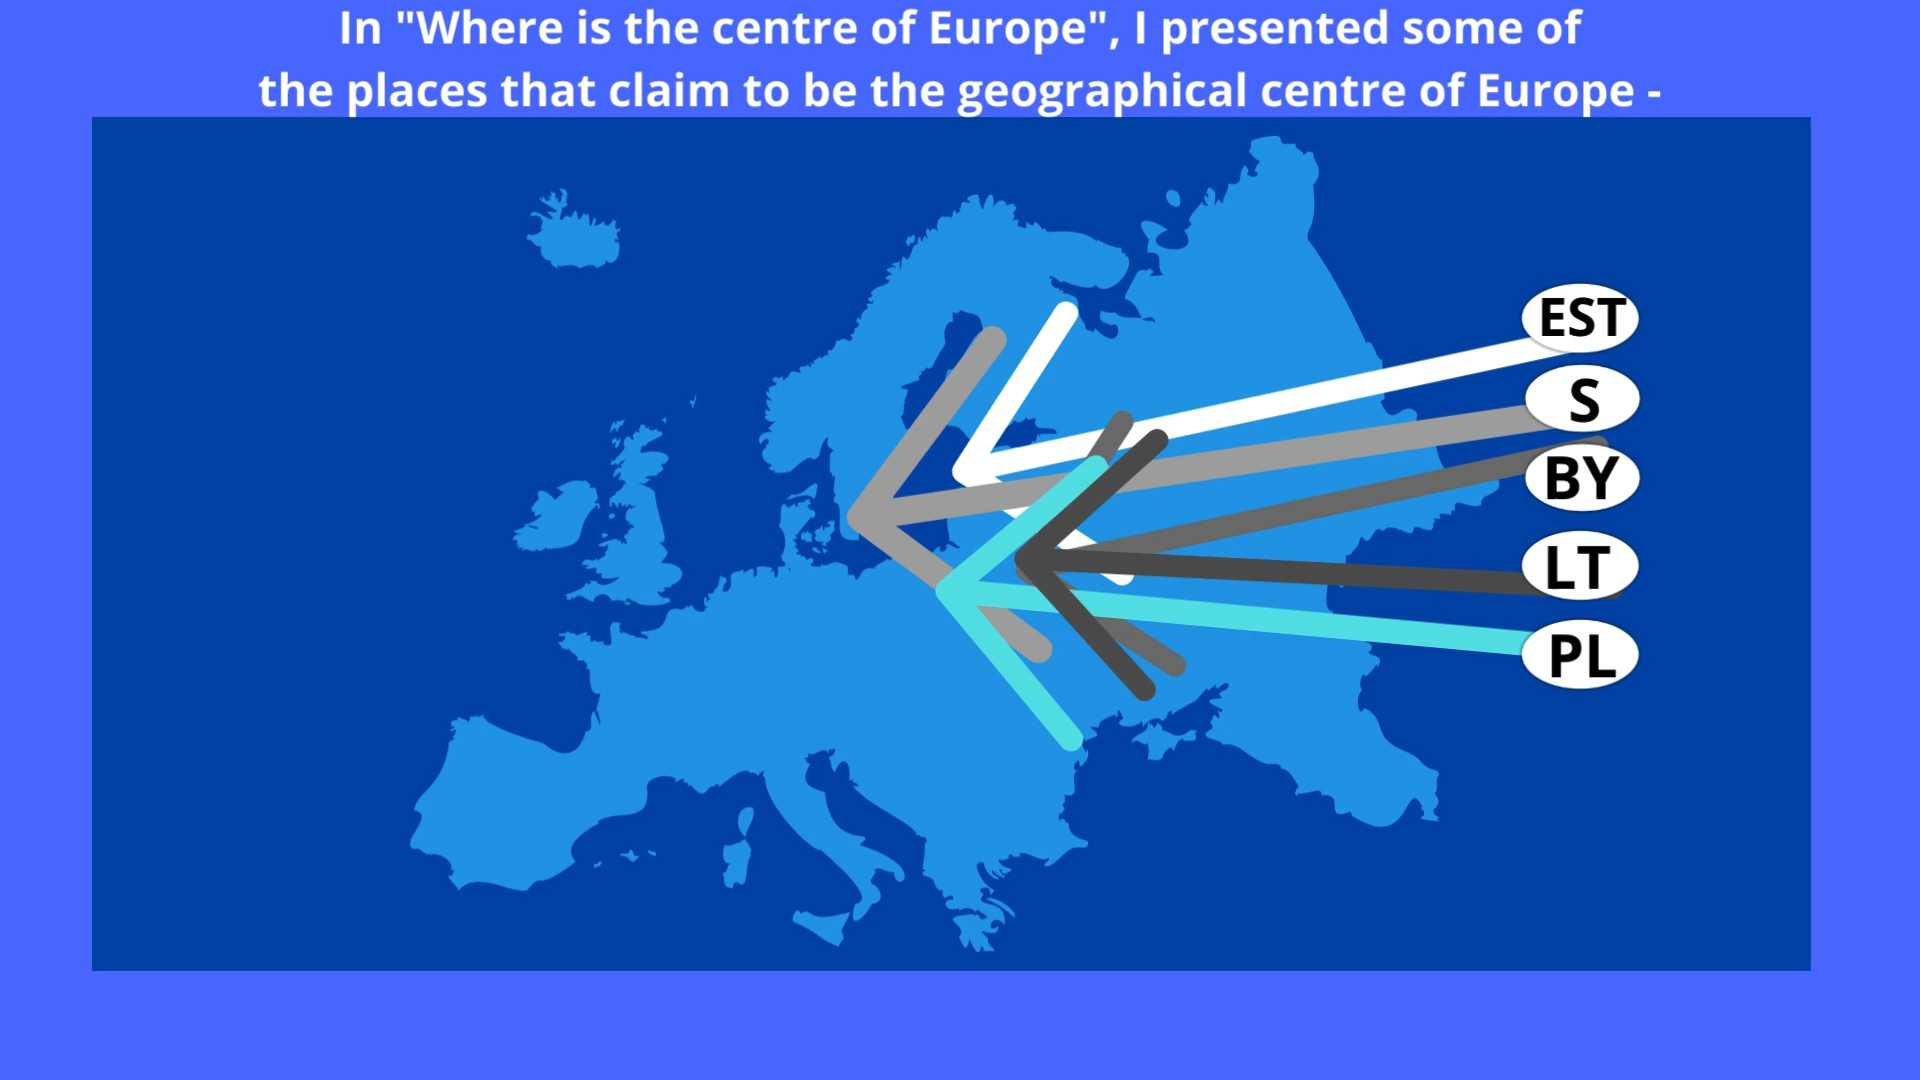 In "Where is the centre of Europe", I presented some of
the places that claim to be the geographical centre of Europe -
EST
S
BY
LT
PL